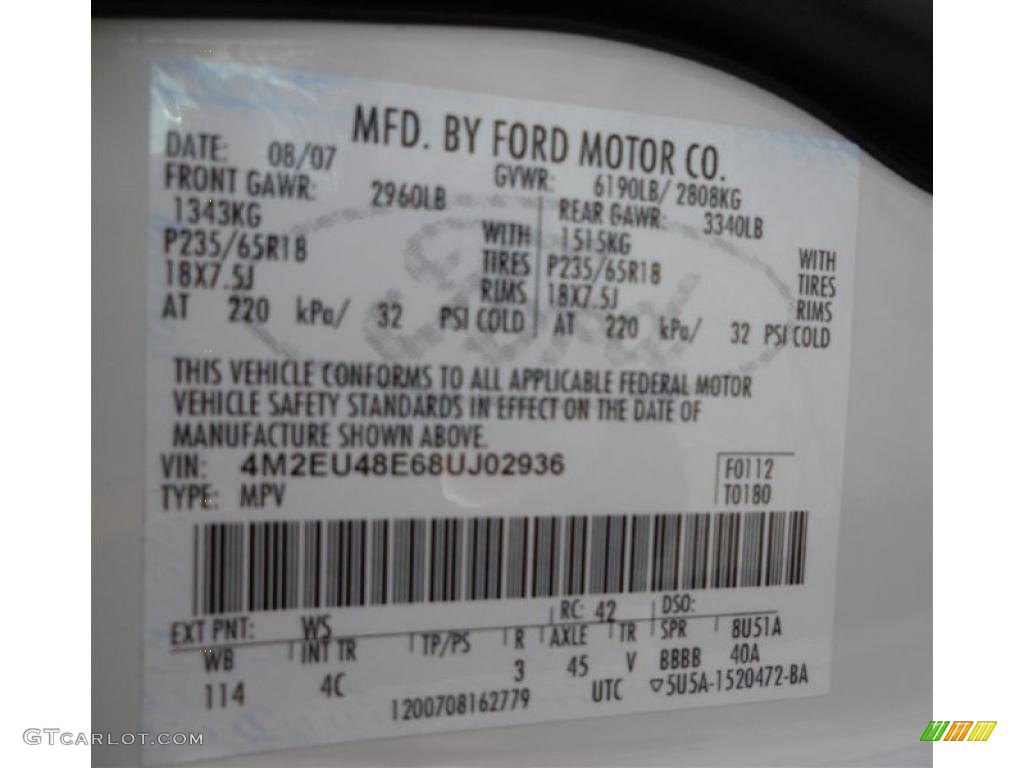 MFD. BY FORD MOTOR CO.
DATE: 08/07 GVWR: 6190LB/ 2808KG
FRONT GAWR: 2960LB REAR GAWR: 3340LB
1343KG WITH 1515KG WITH
P235/65R18 TIRES P235/65R18 TIRES
18X7.5J RIMS 18X7.5J RIMS
AT 220 kPa/ 32 PSI COLD AT 220 kPa/ 32 PSI COLD
THIS VEHICLE CONFORMS TO ALL APPLICABLE FEDERAL MOTOR
VEHICLE SAFETY STANDARDS IN EFFECT ON THE DATE OF
MANUFACTURE SHOWN ABOVE.
VIN: 4M2EU48E68UJ02936 F0112
TYPE: MPV T0180
EXT PNT: WS RC: 42 DSO:
WB INT TR TP/PS R AXLE TR SPR 8U51A
114 4C 3 45 V BBBB 40A
1200708162779 UTC ▽5U5A-1520472-BA
GTcarlot.com